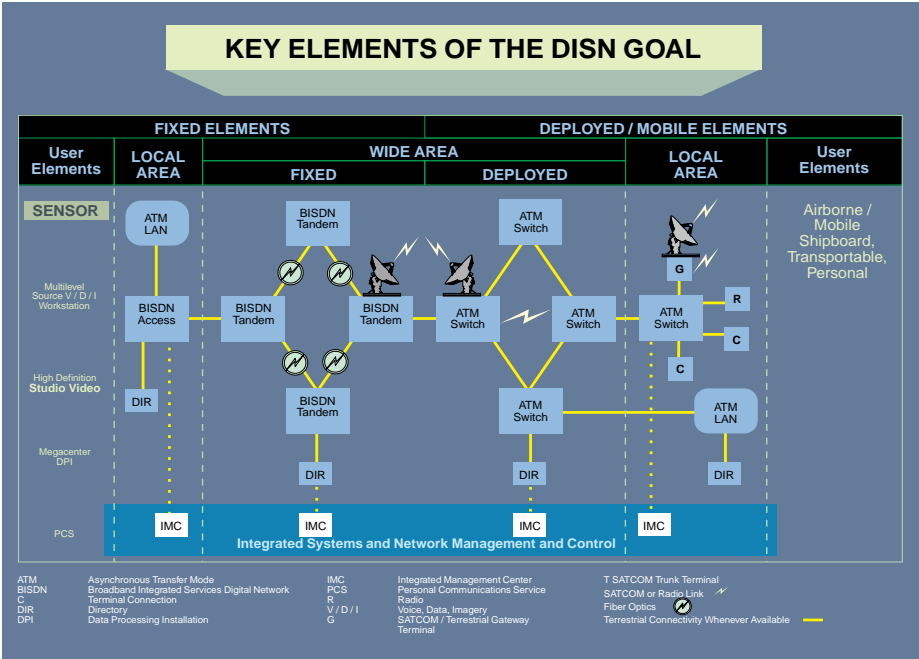 KEY ELEMENTS OF THE DISN GOAL
FIXED ELEMENTS
DEPLOYED / MOBILE ELEMENTS
User
Elements
LOCAL
AREA
WIDE AREA
FIXED
DEPLOYED
LOCAL
AREA
User
Elements
SENSOR
Multilevel
Source V / D / I
Workstation
High Definition
Studio Video
Megacenter
DPI
PCS
ATM
LAN
BISDN
Access
DIR
IMC
BISDN
Tandem
BISDN
Tandem
BISDN
Tandem
BISDN
Tandem
DIR
IMC
ATM
Switch
ATM
Switch
ATM
Switch
ATM
Switch
DIR
IMC
G
ATM
Switch
R
C
C
ATM
LAN
DIR
IMC
Airborne /
Mobile
Shipboard,
Transportable,
Personal
Integrated Systems and Network Management and Control
ATM Asynchronous Transfer Mode
BISDN Broadband Integrated Services Digital Network
C Terminal Connection
DIR Directory
DPI Data Processing Installation
IMC Integrated Management Center
PCS Personal Communications Service
R Radio
V / D / I Voice, Data, Imagery
G SATCOM / Terrestrial Gateway
Terminal
T SATCOM Trunk Terminal
SATCOM or Radio Link
Fiber Optics
Terrestrial Connectivity Whenever Available